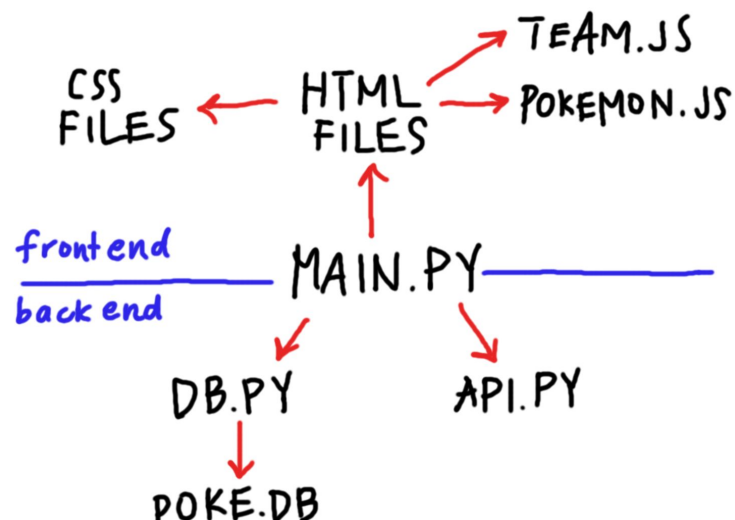 TEAM.JS
CSS
FILES
HTML
FILES
POKEMON.JS
frontend
MAIN.PY
backend
DB.PY
API.PY
POKE.DB